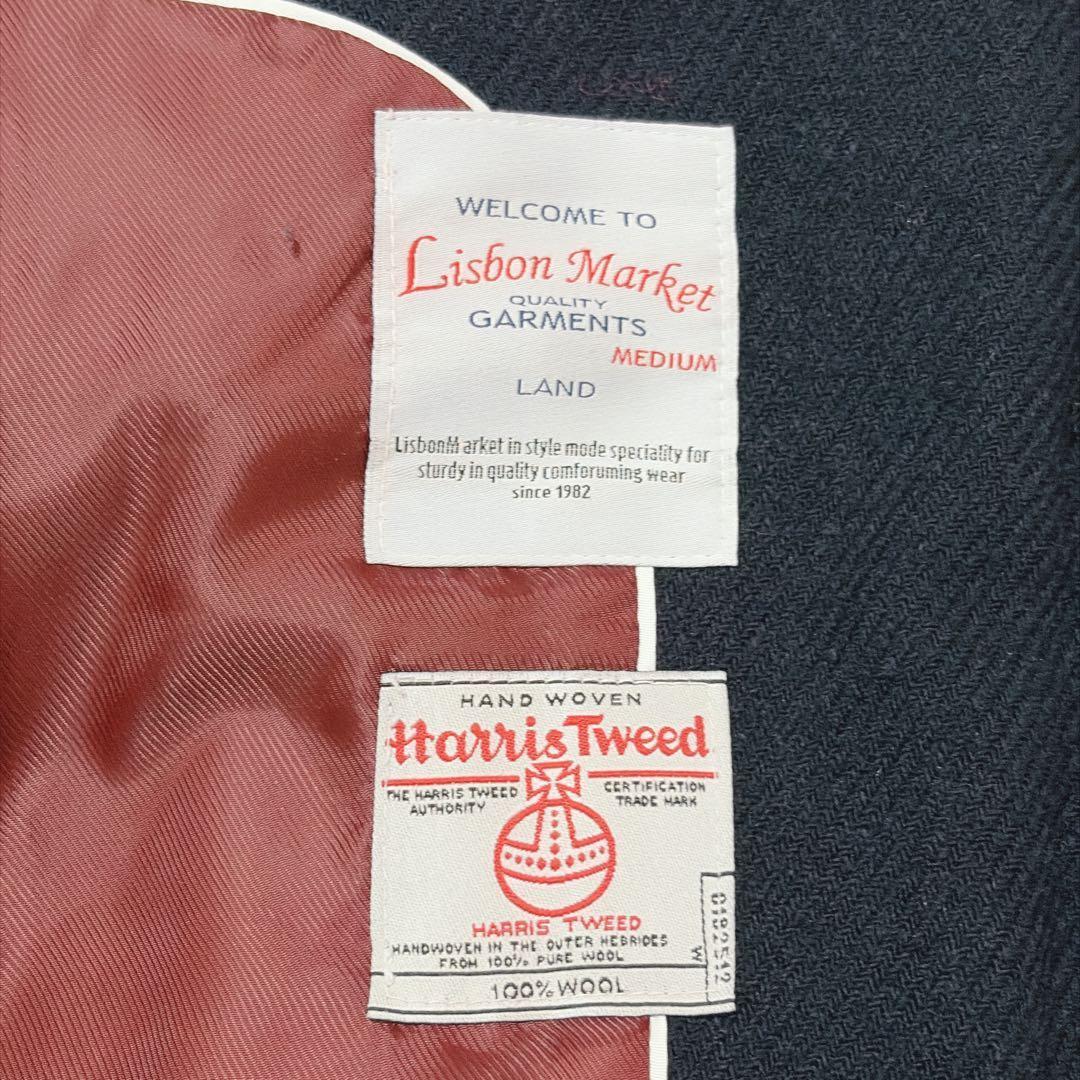 WELCOME TO
Lisbon Market
QUALITY
GARMENTS
MEDIUM
LAND
LisbonM arket in style mode speciality for
sturdy in quality comforuming wear
since 1982
HAND WOVEN
Harris Tweed
THE HARRIS TWEED
AUTHORITY
CERTIFICATION
TRADE MARK
HARRIS TWEED
HANDWOVEN IN THE OUTER HEBRIDES
FROM 100% PURE WOOL
100% WOOL
W